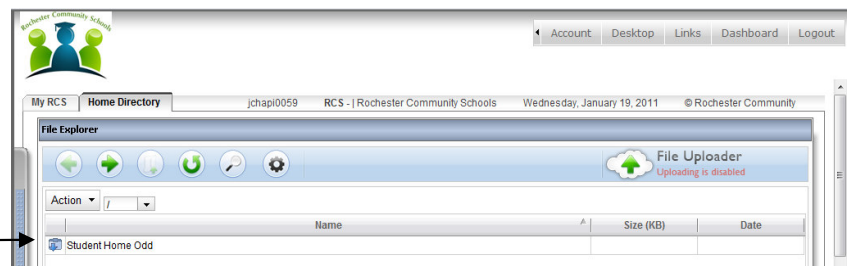 Rochester Community Schools
Account Desktop Links Dashboard Logout
My RCS Home Directory jchapi0059 RCS - | Rochester Community Schools Wednesday, January 19, 2011 © Rochester Community
File Explorer
File Uploader
Uploading is disabled
Action /
Name Size (KB) Date
Student Home Odd